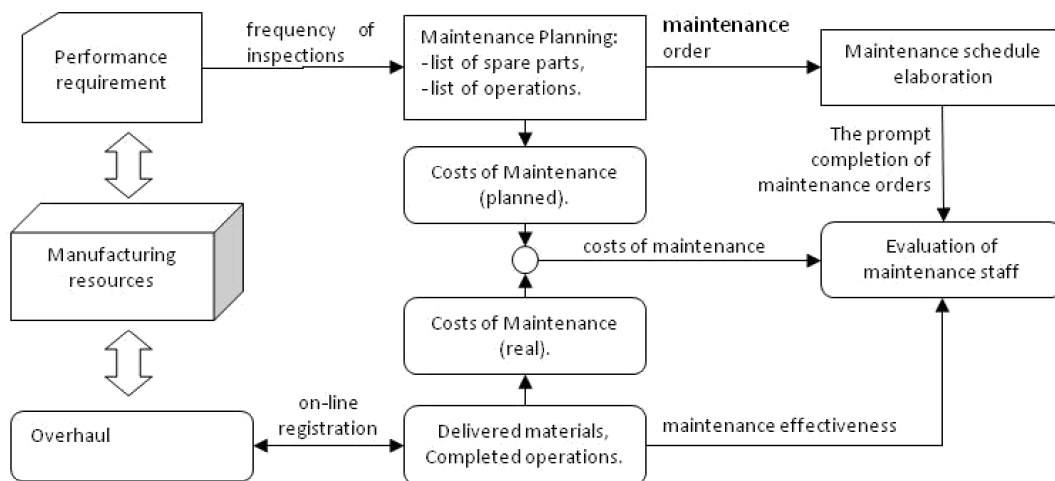 Performance
requirement
frequency of
inspections
Maintenance Planning:
-list of spare parts,
-list of operations.
maintenance
order
Maintenance schedule
elaboration
The prompt
completion of
maintenance orders
Costs of Maintenance
(planned).
Manufacturing
resources
costs of maintenance
Evaluation of
maintenance staff
Costs of Maintenance
(real).
Overhaul
on-line
registration
Delivered materials,
Completed operations.
maintenance effectiveness